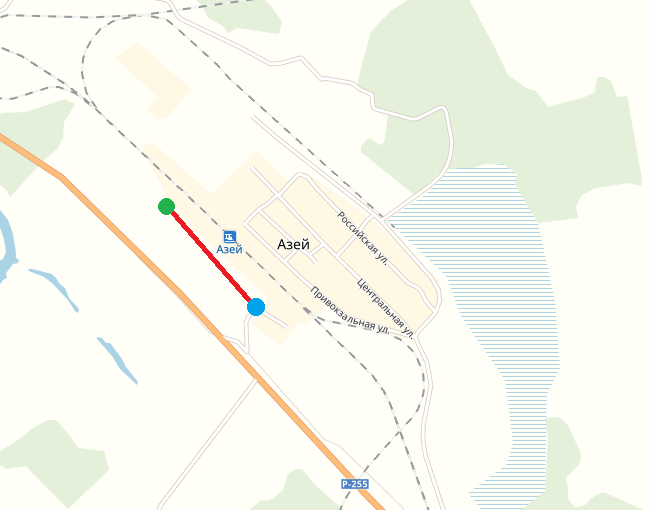 Российская ул.
Азей
Азей
Центральная ул.
Привокзальная ул.
Р-255